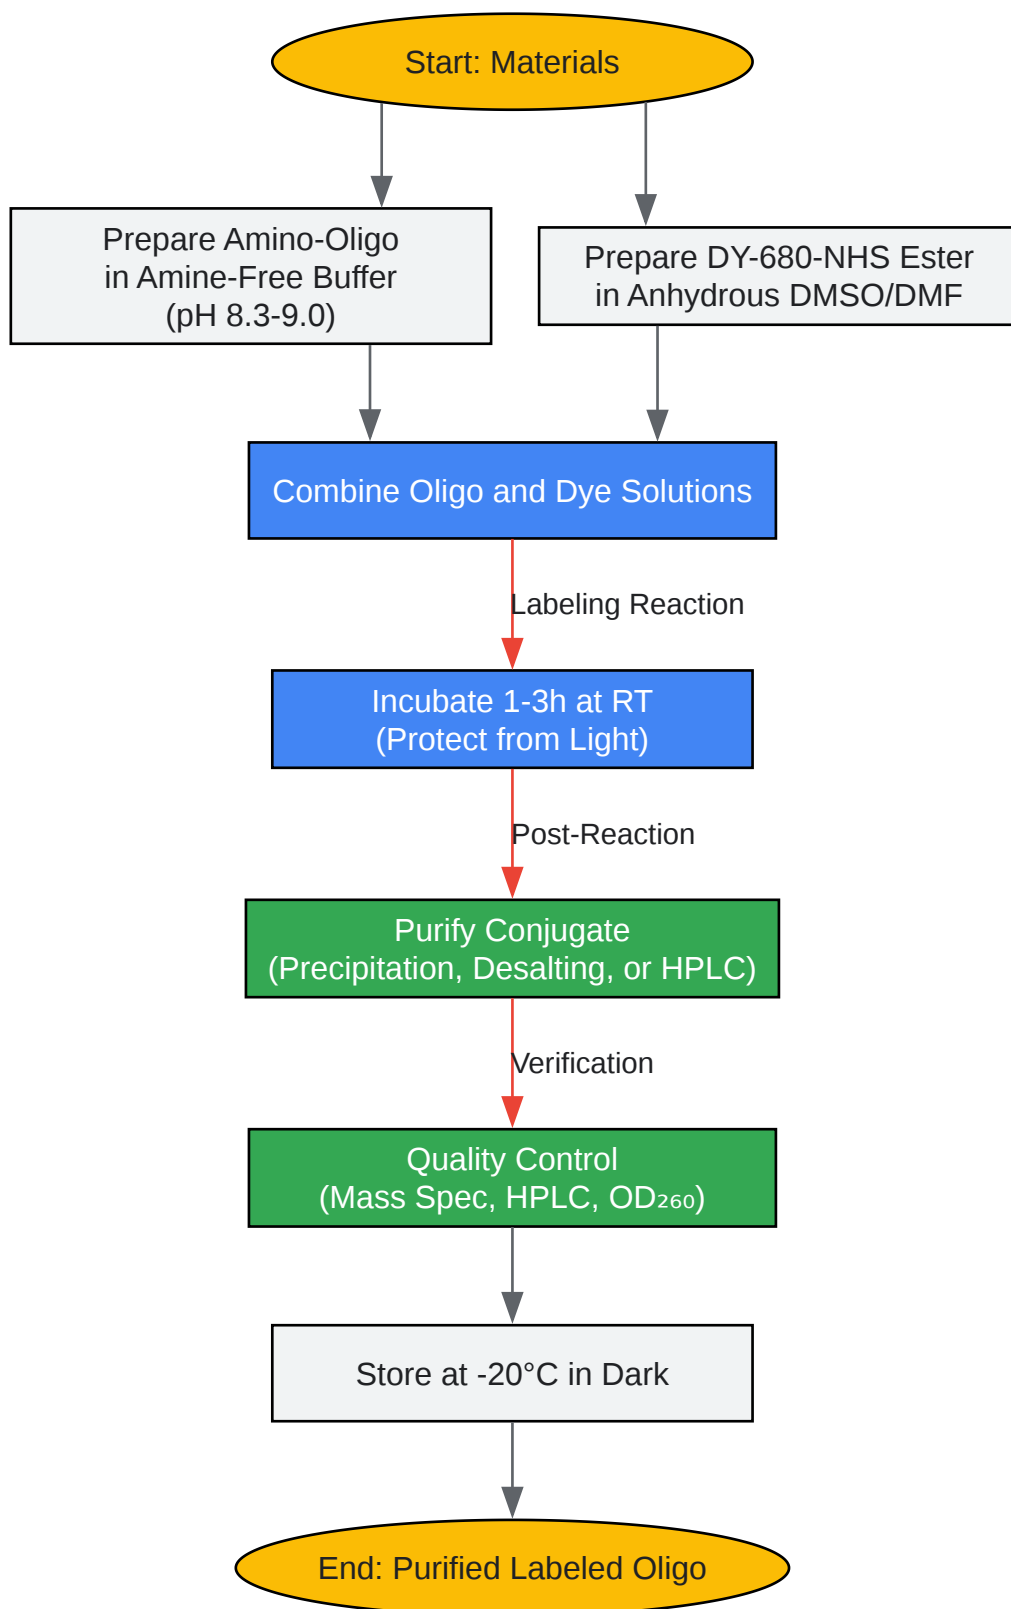 Start: Materials
Prepare Amino-Oligo
in Amine-Free Buffer
(pH 8.3-9.0)
Prepare DY-680-NHS Ester
in Anhydrous DMSO/DMF
Combine Oligo and Dye Solutions
Labeling Reaction
Incubate 1-3h at RT
(Protect from Light)
Post-Reaction
Purify Conjugate
(Precipitation, Desalting, or HPLC)
Verification
Quality Control
(Mass Spec, HPLC, OD₂₆₀)
Store at -20°C in Dark
End: Purified Labeled Oligo